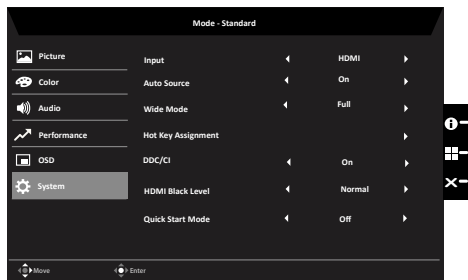 Mode - Standard
Picture
Input HDMI
Color
Auto Source On
Audio
Wide Mode Full
Performance
Hot Key Assignment
OSD
DDC/CI On
System
HDMI Black Level Normal
Quick Start Mode Off
Move Enter